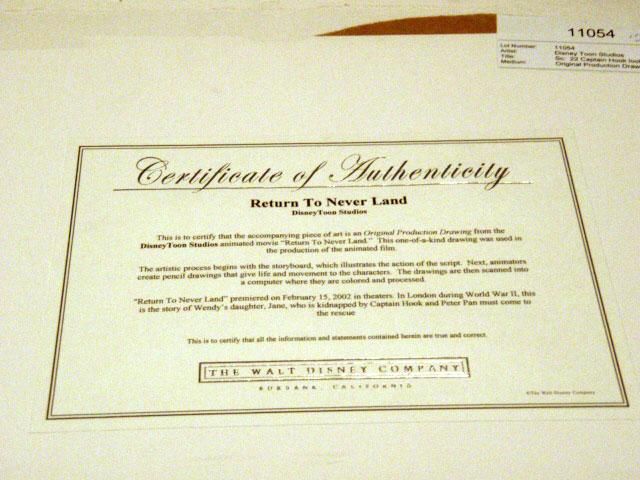 11054
Lot Number: 11054
Artist: Disney Toon Studios
Title: Sc. 22 Captain Hook
Medium: Original Production
Certificate of Authenticity
Return To Never Land
DisneyToon Studios
This is to certify that the accompanying piece of art is an Original Production Drawing from the
DisneyToon Studios animated movie "Return To Never Land." This one-of-a-kind drawing was used in
the production of the animated film.
The artistic process begins with the storyboard, which illustrates the action of the script. Next, animators
create pencil drawings that give life and movement to the characters. The drawings are then scanned into
a computer where they are colored and processed.
"Return To Never Land" premiered on February 15, 2002 in theaters. In London during World War II, this
is the story of Wendy's daughter, Jane, who is kidnapped by Captain Hook and Peter Pan must come to
the rescue
This is to certify that all the information and statements contained herein are true and correct.
THE WALT DISNEY COMPANY
BURBANK, CALIFORNIA
©The Walt Disney Company